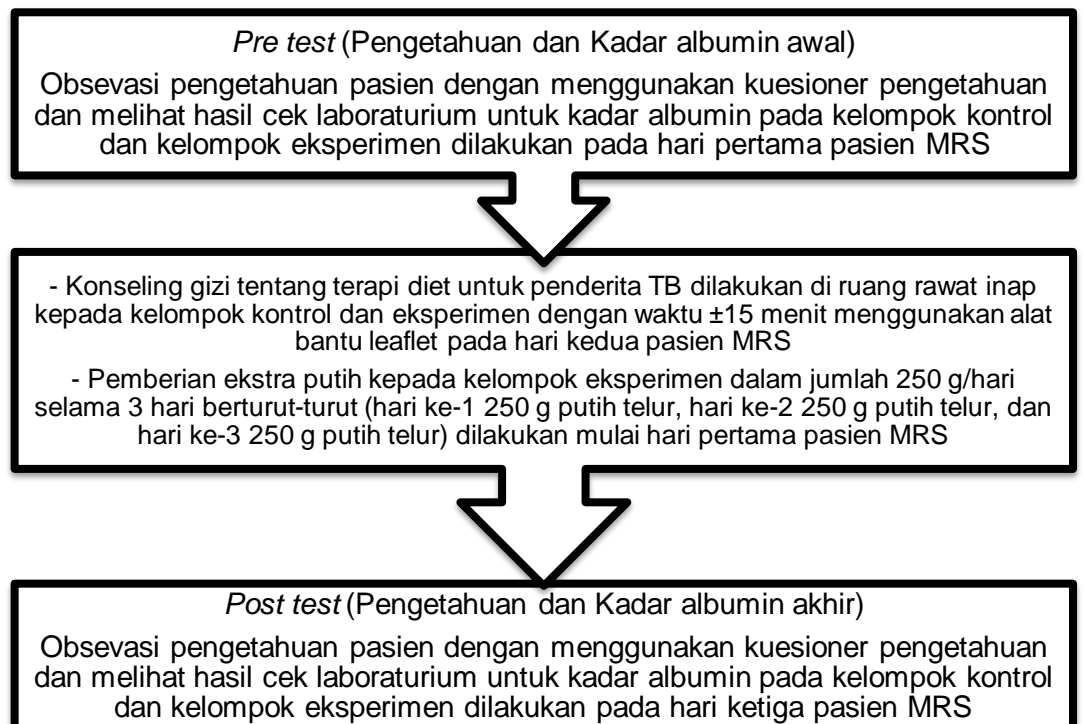 Pre test (Pengetahuan dan Kadar albumin awal)
Obsevasi pengetahuan pasien dengan menggunakan kuesioner pengetahuan
dan melihat hasil cek laboraturium untuk kadar albumin pada kelompok kontrol
dan kelompok eksperimen dilakukan pada hari pertama pasien MRS
- Konseling gizi tentang terapi diet untuk penderita TB dilakukan di ruang rawat inap
kepada kelompok kontrol dan eksperimen dengan waktu ±15 menit menggunakan alat
bantu leaflet pada hari kedua pasien MRS
- Pemberian ekstra putih kepada kelompok eksperimen dalam jumlah 250 g/hari
selama 3 hari berturut-turut (hari ke-1 250 g putih telur, hari ke-2 250 g putih telur, dan
hari ke-3 250 g putih telur) dilakukan mulai hari pertama pasien MRS
Post test (Pengetahuan dan Kadar albumin akhir)
Obsevasi pengetahuan pasien dengan menggunakan kuesioner pengetahuan
dan melihat hasil cek laboraturium untuk kadar albumin pada kelompok kontrol
dan kelompok eksperimen dilakukan pada hari ketiga pasien MRS